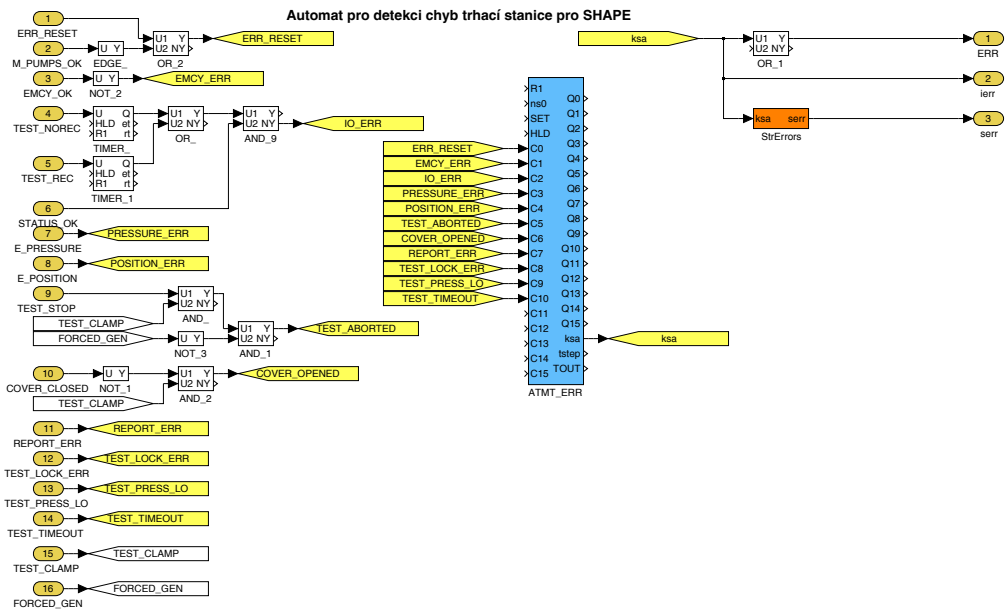 Automat pro detekci chyb trhací stanice pro SHAPE
1
ERR_RESET
2
M_PUMPS_OK
U Y
EDGE_
U1 Y
U2 NY
OR_2
ERR_RESET
3
EMCY_OK
U Y
NOT_2
EMCY_ERR
4
TEST_NOREC
U Q
HLD et
R1 rt
TIMER_
U1 Y
U2 NY
OR_
U1 Y
U2 NY
AND_9
IO_ERR
5
TEST_REC
U Q
HLD et
R1 rt
TIMER_1
6
STATUS_OK
7
E_PRESSURE
PRESSURE_ERR
8
E_POSITION
POSITION_ERR
9
TEST_STOP
TEST_CLAMP
U1 Y
U2 NY
AND_
FORCED_GEN
U Y
NOT_3
U1 Y
U2 NY
AND_1
TEST_ABORTED
10
COVER_CLOSED
U Y
NOT_1
TEST_CLAMP
U1 Y
U2 NY
AND_2
COVER_OPENED
11
REPORT_ERR
REPORT_ERR
12
TEST_LOCK_ERR
TEST_LOCK_ERR
13
TEST_PRESS_LO
TEST_PRESS_LO
14
TEST_TIMEOUT
TEST_TIMEOUT
15
TEST_CLAMP
TEST_CLAMP
16
FORCED_GEN
FORCED_GEN
ERR_RESET
EMCY_ERR
IO_ERR
PRESSURE_ERR
POSITION_ERR
TEST_ABORTED
COVER_OPENED
REPORT_ERR
TEST_LOCK_ERR
TEST_PRESS_LO
TEST_TIMEOUT
R1
ns0
SET
HLD
C0
C1
C2
C3
C4
C5
C6
C7
C8
C9
C10
C11
C12
C13
C14
C15
Q0
Q1
Q2
Q3
Q4
Q5
Q6
Q7
Q8
Q9
Q10
Q11
Q12
Q13
Q14
Q15
ksa
tstep
TOUT
ATMT_ERR
ksa
ksa
U1 Y
U2 NY
OR_1
1
ERR
2
ierr
ksa serr
StrErrors
3
serr